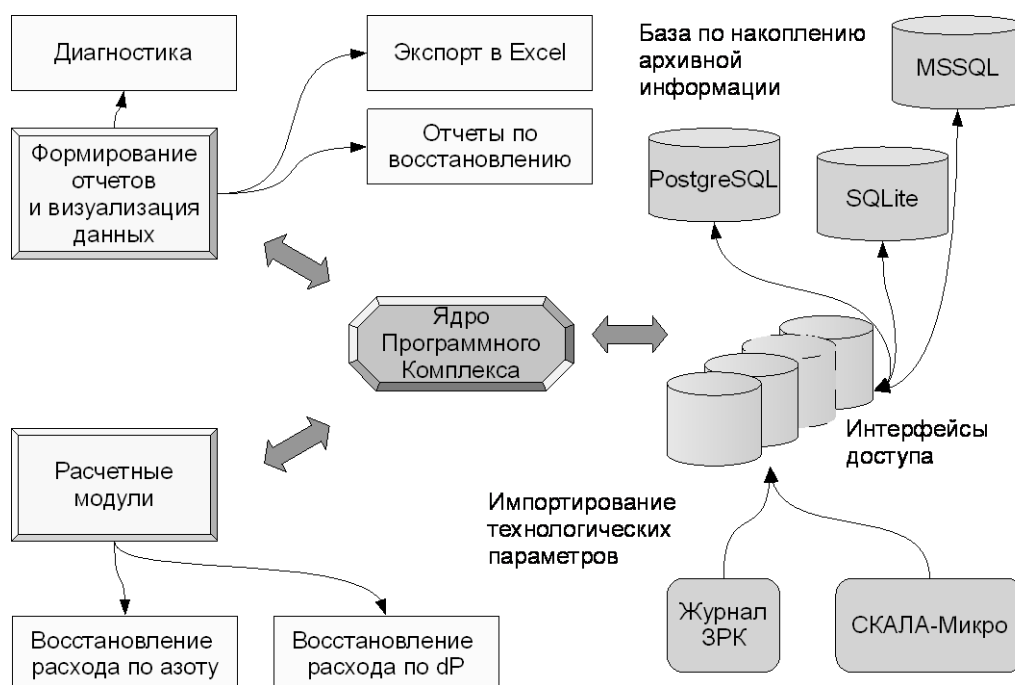 Диагностика
Экспорт в Excel
База по накоплению
архивной
информации
MSSQL
Формирование
отчетов
и визуализация
данных
Отчеты по
восстановлению
PostgreSQL
SQLite
Ядро
Программного
Комплекса
Интерфейсы
доступа
Расчетные
модули
Импортирование
технологических
параметров
Восстановление
расхода по азоту
Восстановление
расхода по dP
Журнал
ЗРК
СКАЛА-Микро